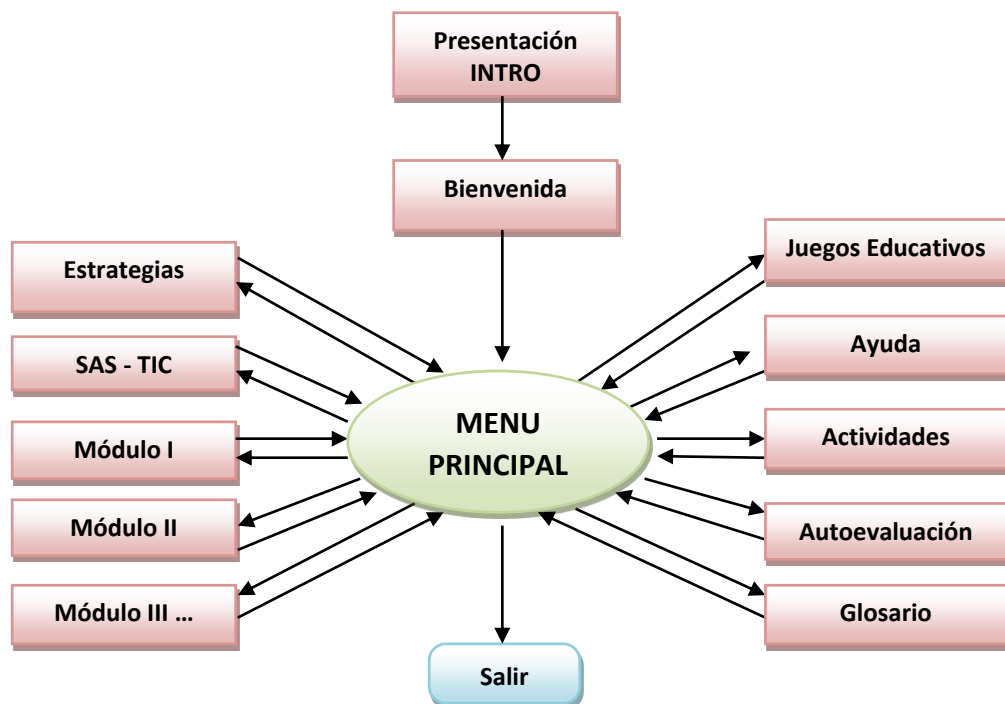 Presentación
INTRO
Bienvenida
Estrategias
Juegos Educativos
SAS - TIC
Ayuda
MENU
PRINCIPAL
Módulo I
Actividades
Módulo II
Autoevaluación
Módulo III ...
Glosario
Salir